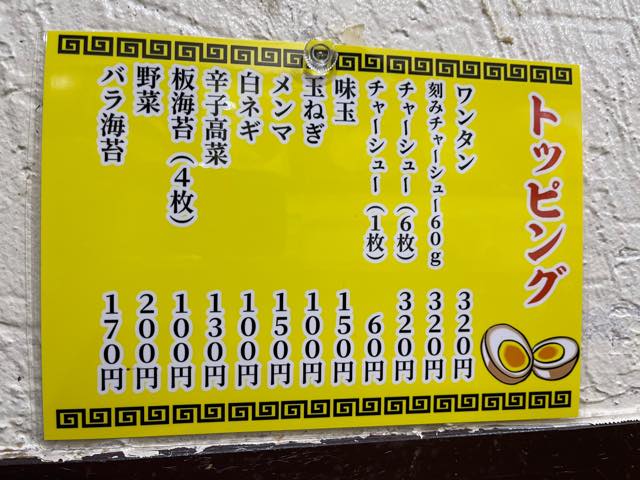 トッピング
ワンタン 320円
刻みチャーシュー60g 320円
チャーシュー（6枚） 320円
チャーシュー（1枚） 60円
味玉 150円
玉ねぎ 100円
メンマ 150円
白ネギ 100円
辛子高菜 130円
板海苔（4枚） 100円
野菜 200円
バラ海苔 170円